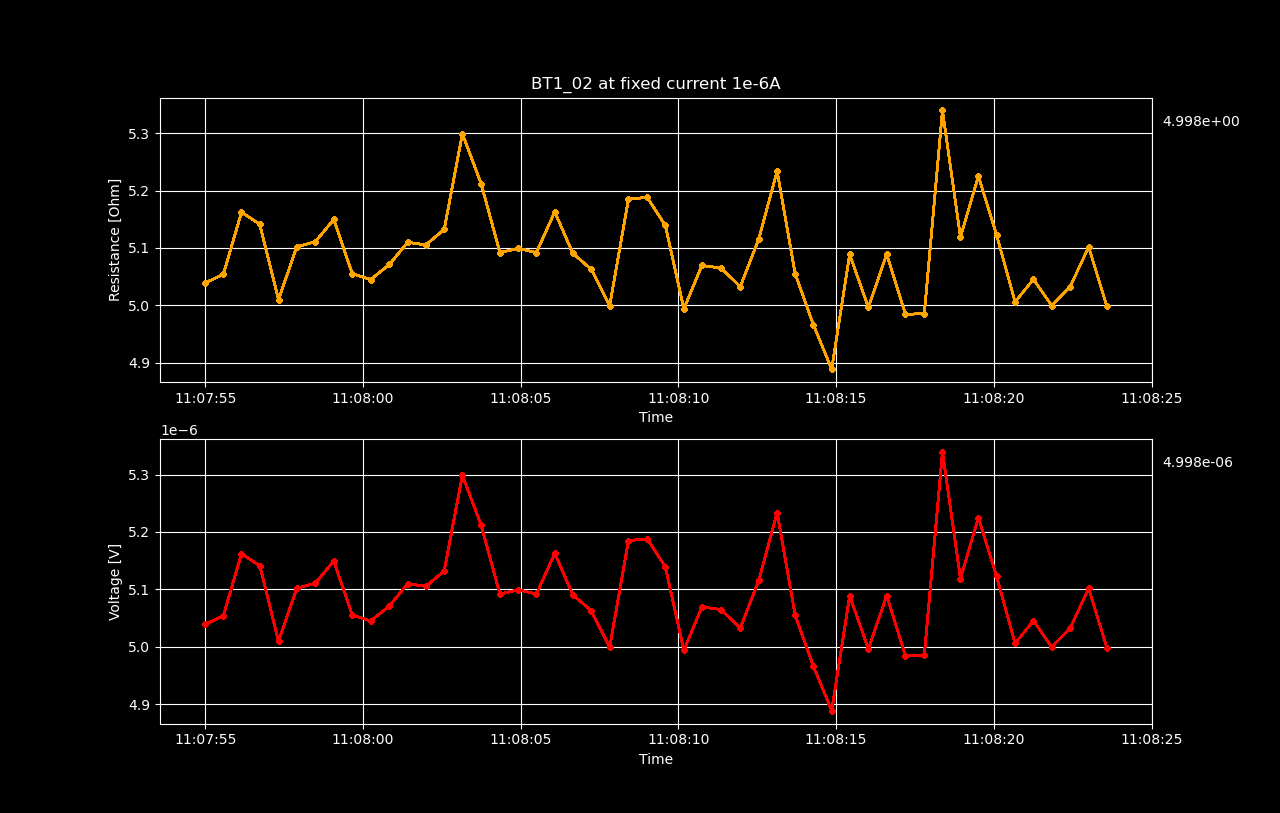 BT1_02 at fixed current 1e-6A
4.998e+00
Resistance [Ohm]
5.3
5.2
5.1
5.0
4.9
11:07:55 11:08:00 11:08:05 11:08:10 11:08:15 11:08:20 11:08:25
Time
1e−6
4.998e-06
Voltage [V]
5.3
5.2
5.1
5.0
4.9
11:07:55 11:08:00 11:08:05 11:08:10 11:08:15 11:08:20 11:08:25
Time